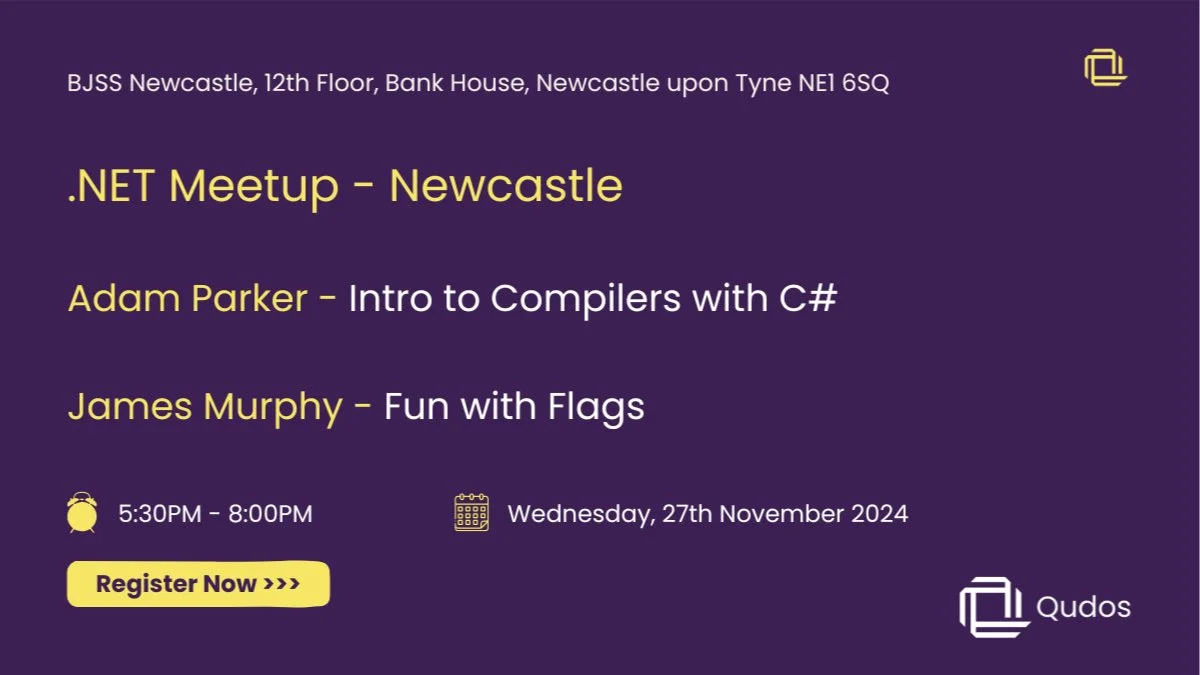 BJSS Newcastle, 12th Floor, Bank House, Newcastle upon Tyne NE1 6SQ
.NET Meetup - Newcastle
Adam Parker - Intro to Compilers with C#
James Murphy - Fun with Flags
5:30PM - 8:00PM
Wednesday, 27th November 2024
Register Now >>>
Qudos